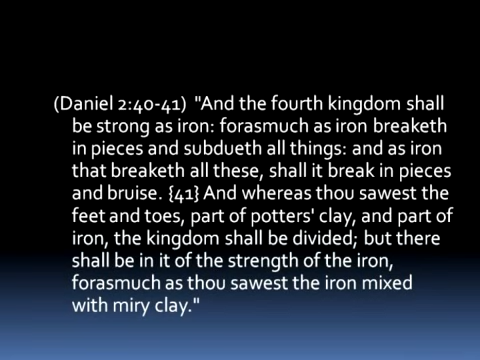 (Daniel 2:40-41) "And the fourth kingdom shall
be strong as iron: forasmuch as iron breaketh
in pieces and subdueth all things: and as iron
that breaketh all these, shall it break in pieces
and bruise. {41} And whereas thou sawest the
feet and toes, part of potters' clay, and part of
iron, the kingdom shall be divided; but there
shall be in it of the strength of the iron,
forasmuch as thou sawest the iron mixed
with miry clay."